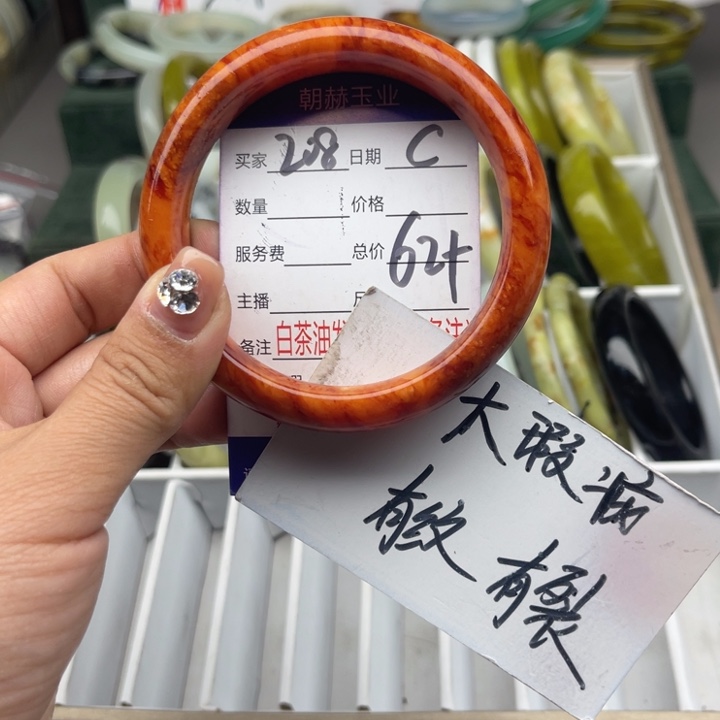 朝赫玉业
买家 208 日期 C
数量 价格
服务费 总价 624
主播
备注 白茶油
大瑕疵
有纹 有裂